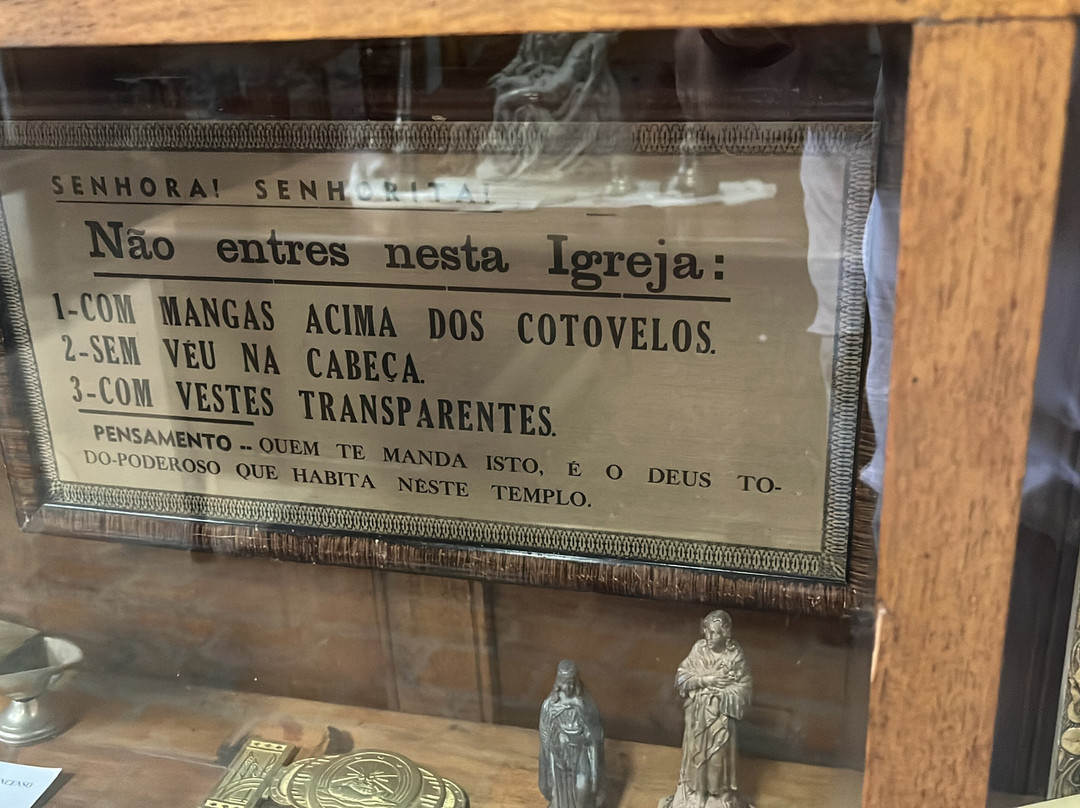 SENHORA! SENHORITA!
Não entres nesta Igreja:
1-COM MANGAS ACIMA DOS COTOVELOS.
2-SEM VÉU NA CABEÇA.
3-COM VESTES TRANSPARENTES.
PENSAMENTO -- QUEM TE MANDA ISTO, É O DEUS TO-
DO-PODEROSO QUE HABITA NÊSTE TEMPLO.